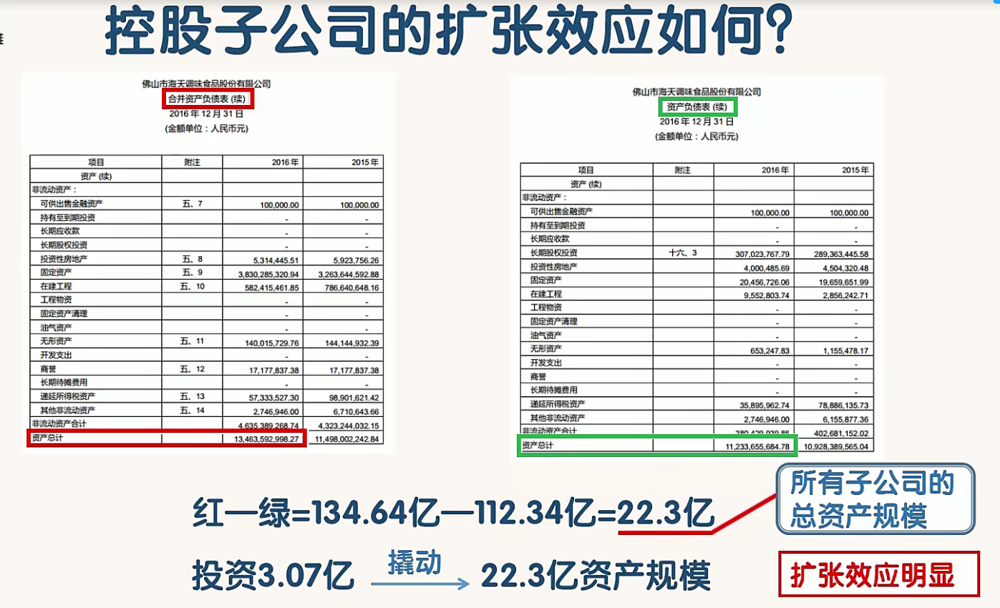 控股子公司的扩张效应如何?
佛山市海天调味食品股份有限公司
合并资产负债表 (续)
2016 年 12 月 31 日
(金额单位：人民币元)
项目 附注 2016 年 2015 年
资产 (续)
非流动资产：
可供出售金融资产 五、7 100,000.00 100,000.00
持有至到期投资 - -
长期应收款 - -
长期股权投资 - -
投资性房地产 五、8 5,314,445.51 5,923,756.26
固定资产 五、9 3,830,285,320.94 3,263,644,592.88
在建工程 五、10 582,415,461.85 786,640,648.16
工程物资 - -
固定资产清理 - -
油气资产 - -
无形资产 五、11 140,015,729.76 144,144,932.39
开发支出 - -
商誉 五、12 17,177,837.38 17,177,837.38
长期待摊费用 - -
递延所得税资产 五、13 57,333,527.30 98,901,621.42
其他非流动资产 五、14 2,746,946.00 6,710,643.66
非流动资产合计 4,635,389,268.74 4,323,244,032.15
资产总计 13,463,592,998.27 11,498,002,242.84
佛山市海天调味食品股份有限公司
资产负债表 (续)
2016 年 12 月 31 日
(金额单位：人民币元)
项目 附注 2016 年 2015 年
资产 (续)
非流动资产：
可供出售金融资产 100,000.00 100,000.00
持有至到期投资 - -
长期应收款 - -
长期股权投资 十六、3 307,023,767.79 289,363,445.58
投资性房地产 4,000,485.69 4,504,320.48
固定资产 20,456,726.06 19,659,651.99
在建工程 9,552,803.74 2,856,242.71
工程物资 - -
固定资产清理 - -
油气资产 - -
无形资产 653,247.83 1,155,478.17
开发支出 - -
商誉 - -
长期待摊费用 - -
递延所得税资产 35,895,962.74 78,886,135.73
其他非流动资产 2,746,946.00 6,155,877.36
非流动资产合计 380,429,939.85 402,681,152.02
资产总计 11,233,655,684.78 10,928,389,565.04
红—绿=134.64亿—112.34亿=22.3亿
所有子公司的
总资产规模
投资3.07亿 撬动 22.3亿资产规模
扩张效应明显